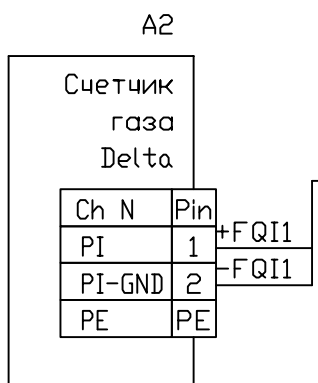 A2
Счетчик
газа
Delta
Ch N Pin
PI 1 +FQI1
PI-GND 2 -FQI1
PE PE